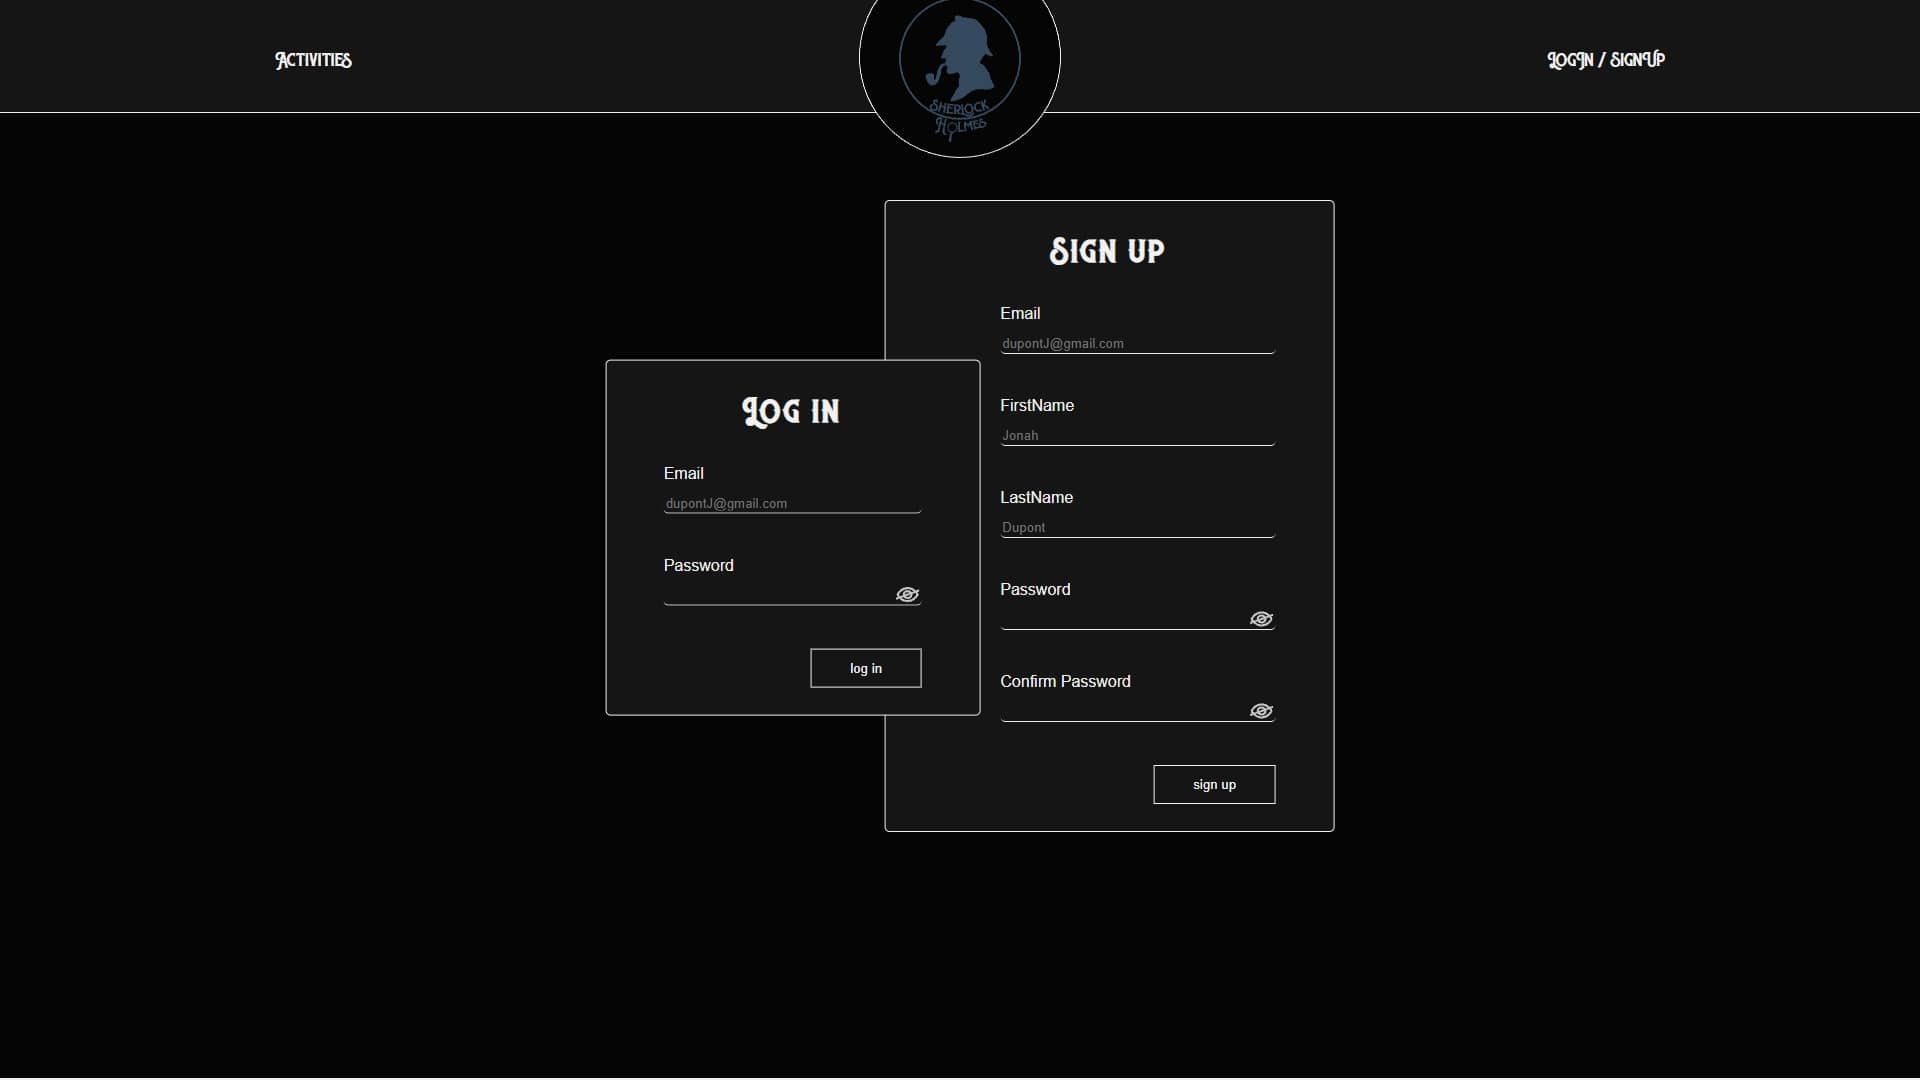 Activities
Sherlock
Holmes
LogIn / SignUp
Log in
Email
dupontJ@gmail.com
Password
log in
Sign up
Email
dupontJ@gmail.com
FirstName
Jonah
LastName
Dupont
Password
Confirm Password
sign up